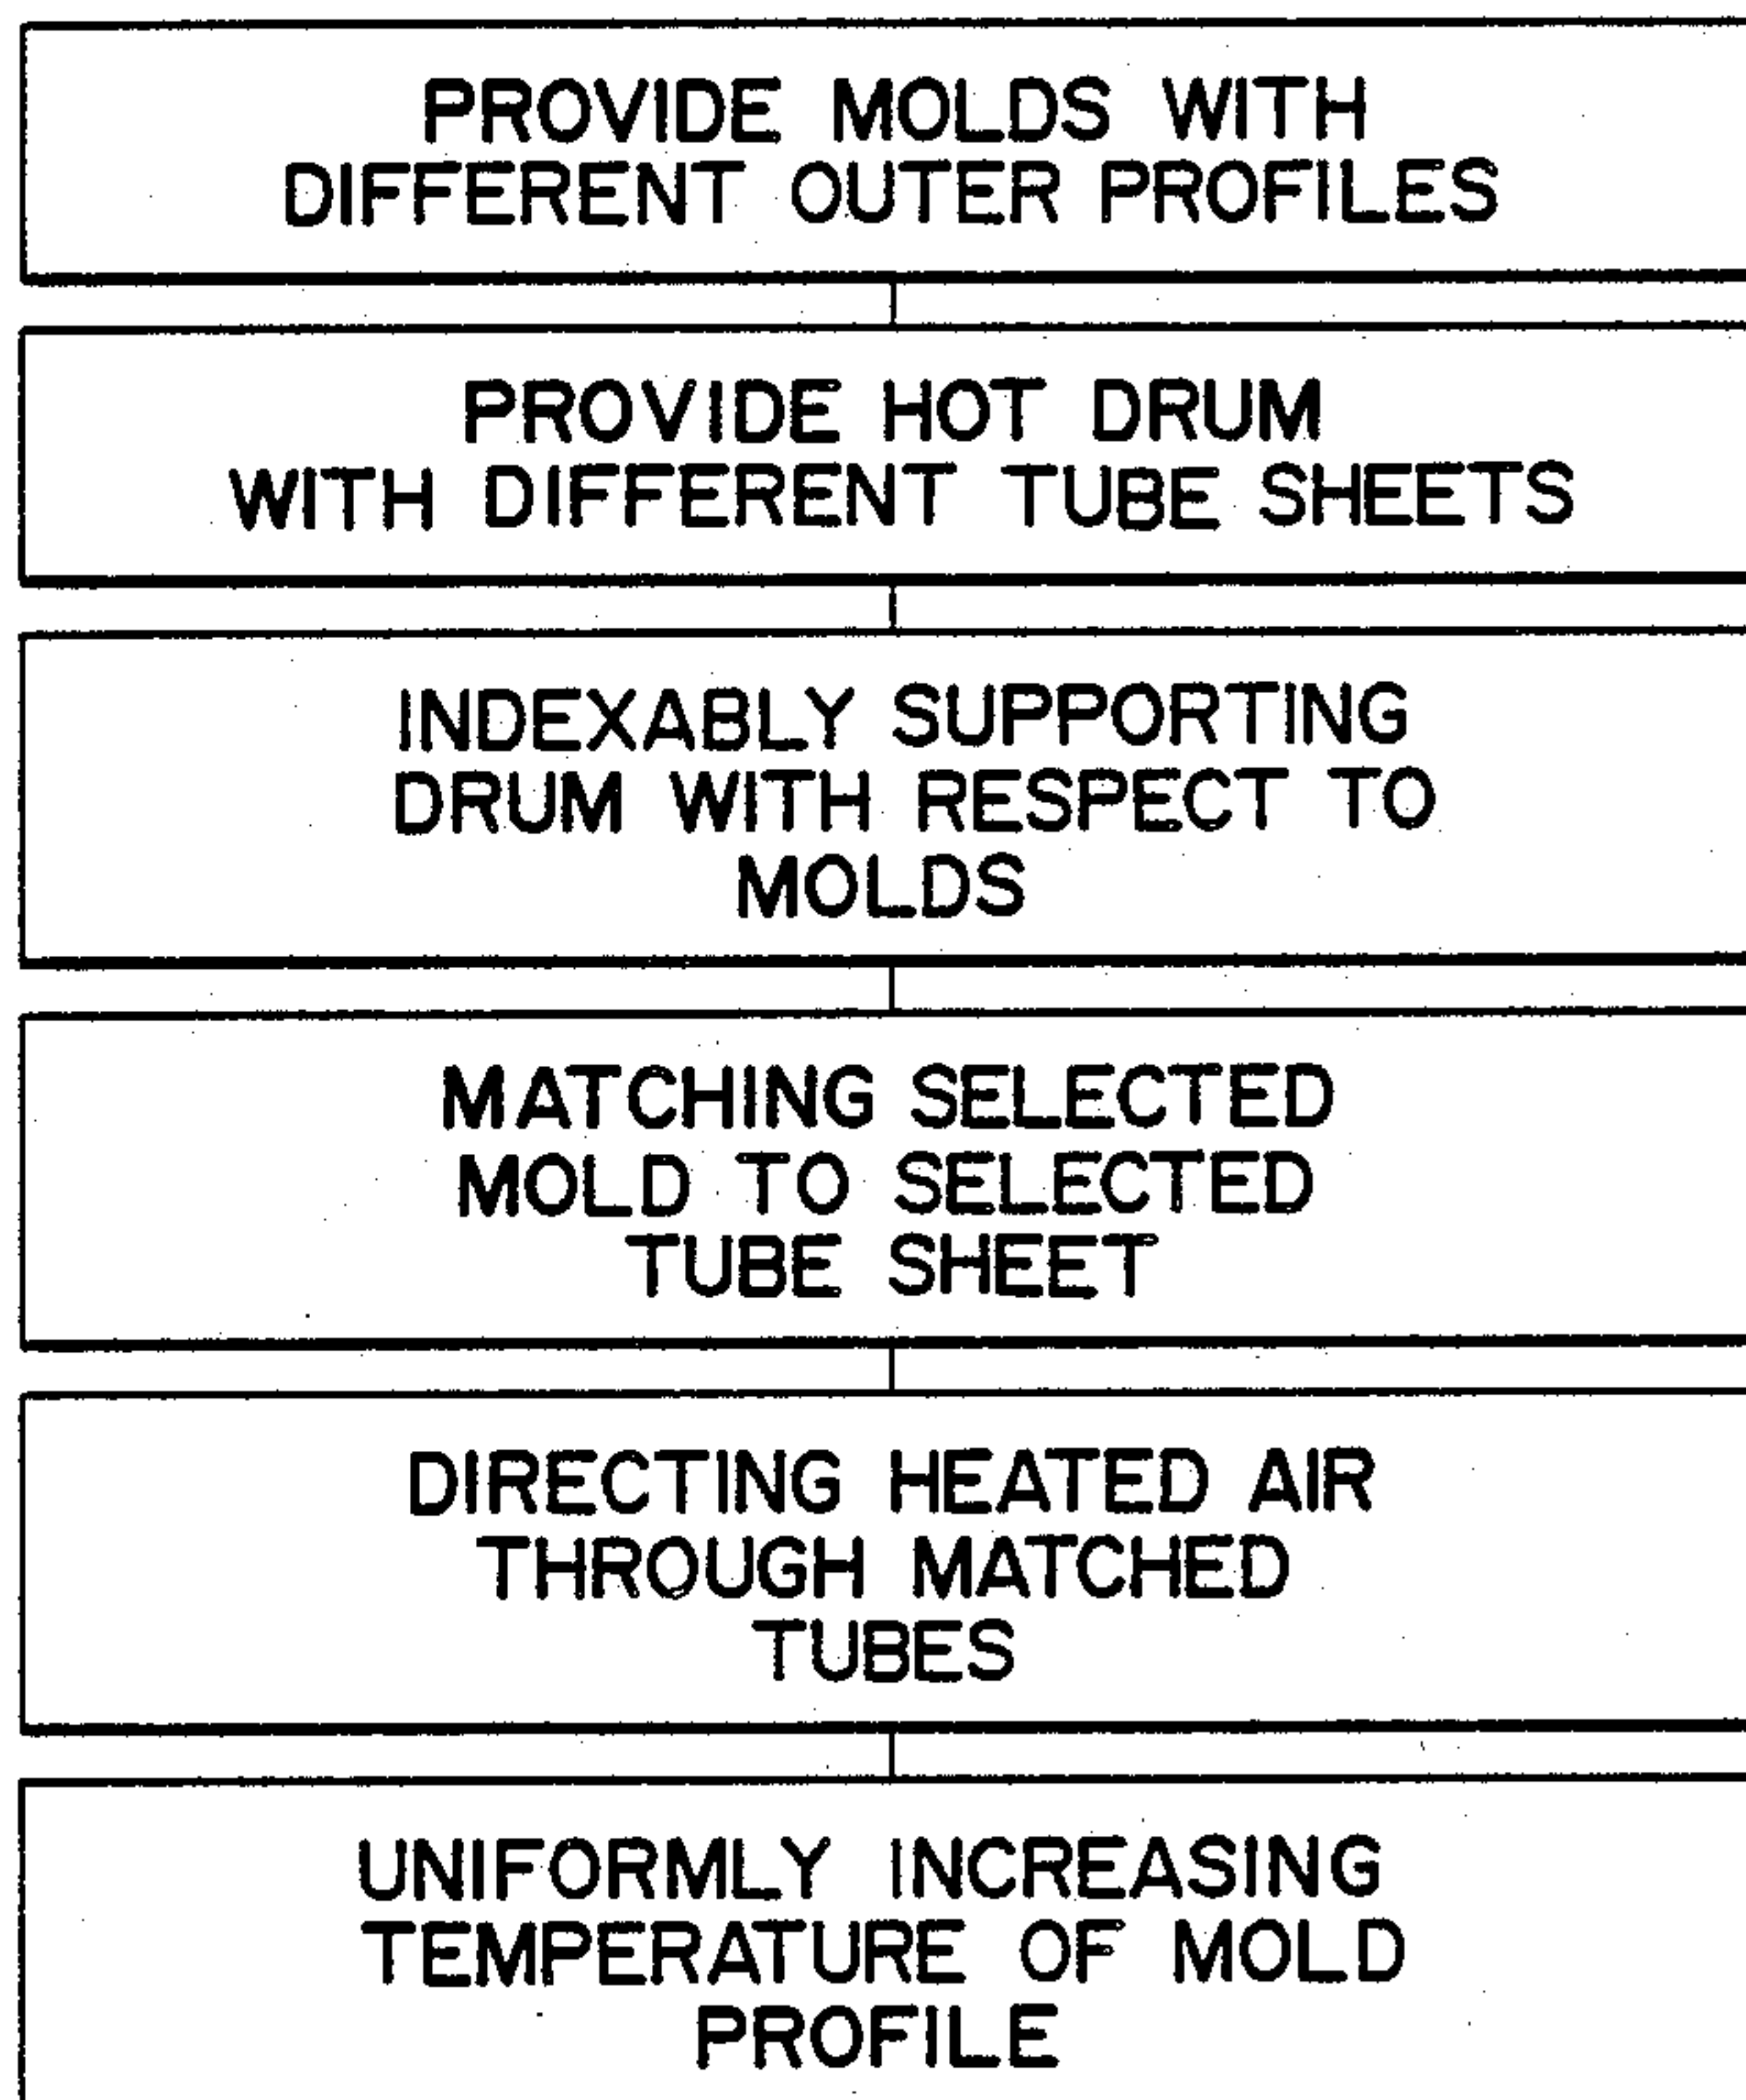 PROVIDE MOLDS WITH
DIFFERENT OUTER PROFILES
PROVIDE HOT DRUM
WITH DIFFERENT TUBE SHEETS
INDEXABLY SUPPORTING
DRUM WITH RESPECT TO
MOLDS
MATCHING SELECTED
MOLD TO SELECTED
TUBE SHEET
DIRECTING HEATED AIR
THROUGH MATCHED
TUBES
UNIFORMLY INCREASING
TEMPERATURE OF MOLD
PROFILE